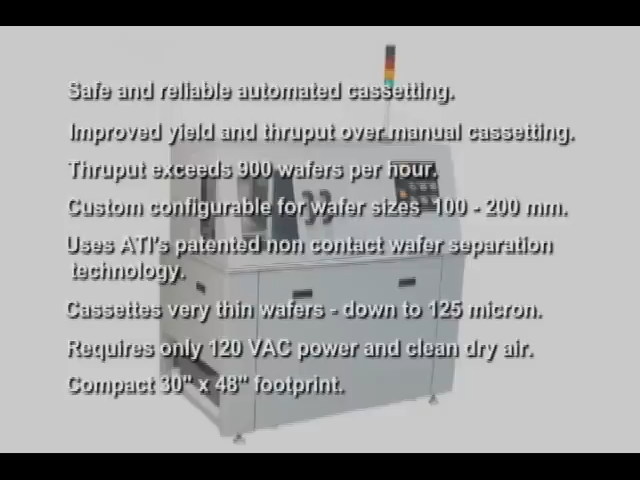 Safe and reliable automated cassetting.
Improved yield and thruput over manual cassetting.
Thruput exceeds 900 wafers per hour.
Custom configurable for wafer sizes 100 - 200 mm.
Uses ATI's patented non contact wafer separation
technology.
Cassettes very thin wafers - down to 125 micron.
Requires only 120 VAC power and clean dry air.
Compact 30" x 48" footprint.